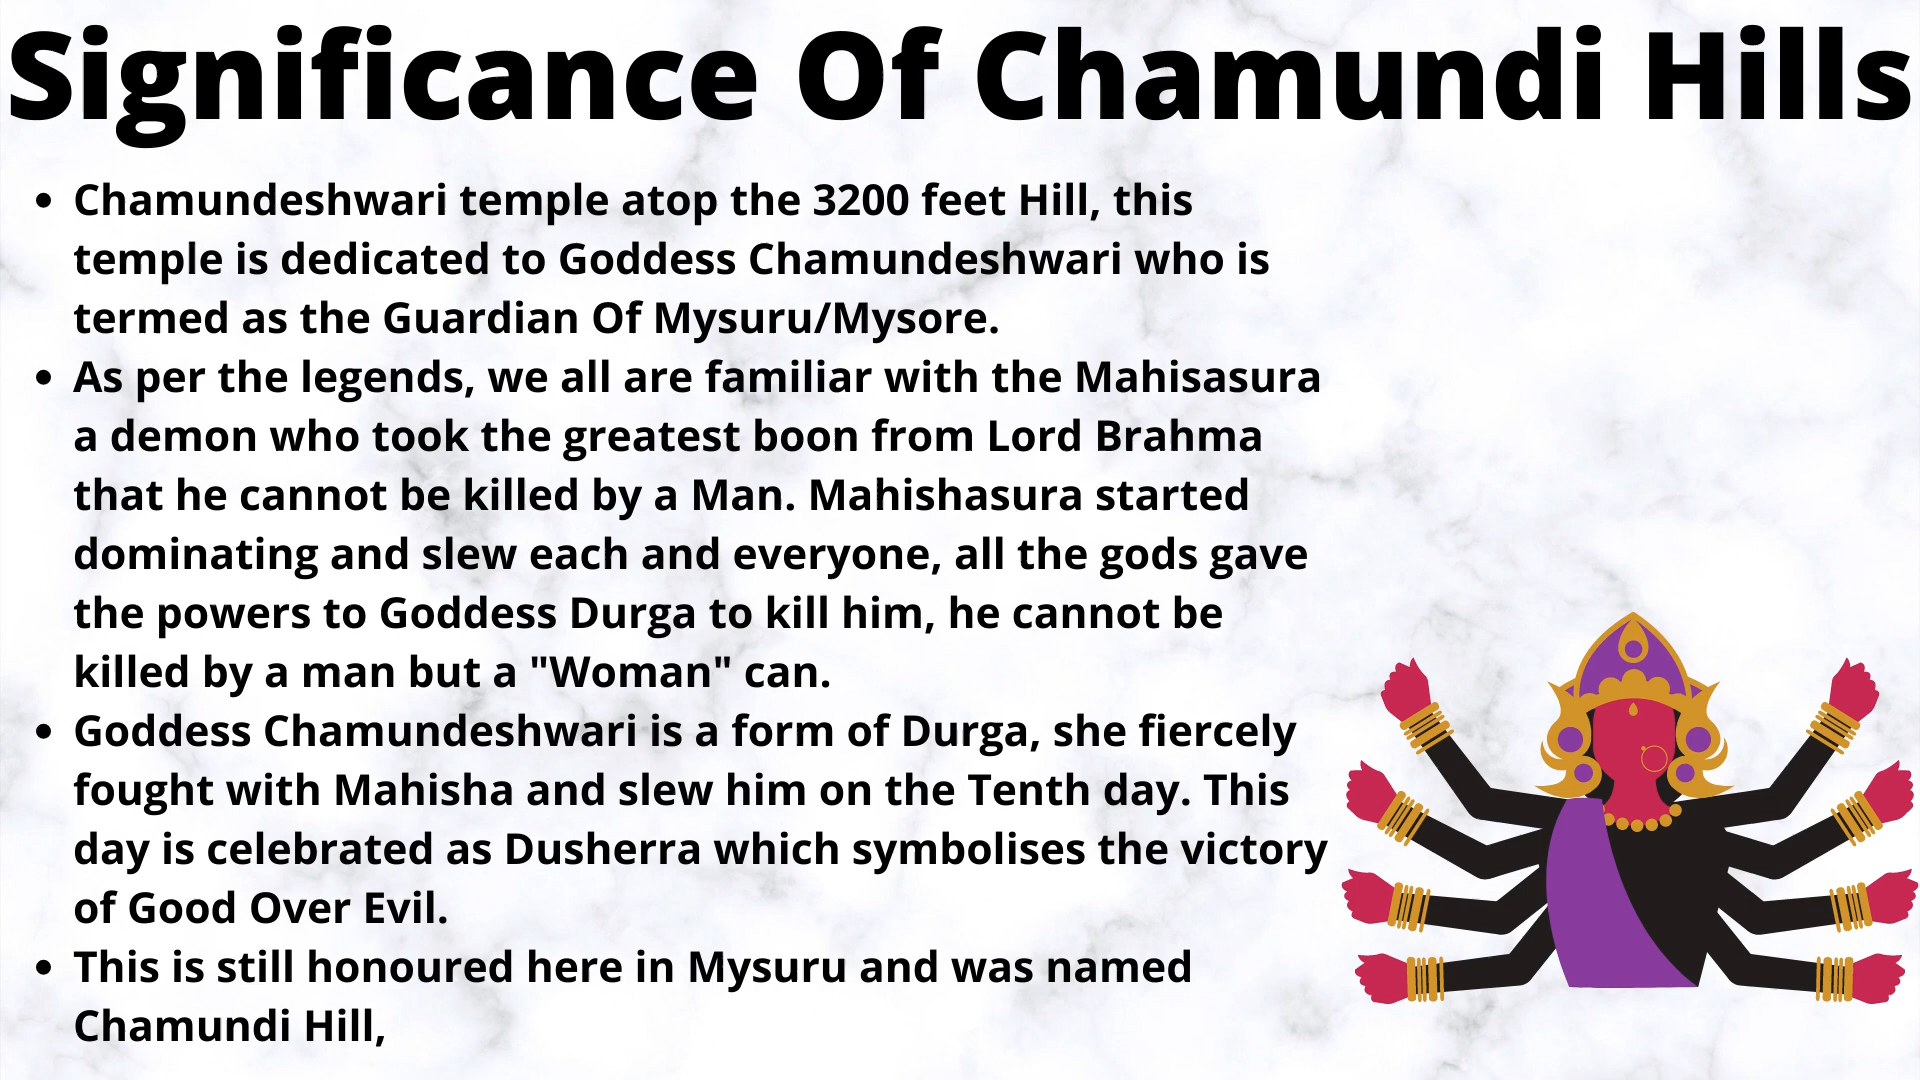 Significance Of Chamundi Hills
• Chamundeshwari temple atop the 3200 feet Hill, this
temple is dedicated to Goddess Chamundeshwari who is
termed as the Guardian Of Mysuru/Mysore.
• As per the legends, we all are familiar with the Mahisasura
a demon who took the greatest boon from Lord Brahma
that he cannot be killed by a Man. Mahishasura started
dominating and slew each and everyone, all the gods gave
the powers to Goddess Durga to kill him, he cannot be
killed by a man but a "Woman" can.
• Goddess Chamundeshwari is a form of Durga, she fiercely
fought with Mahisha and slew him on the Tenth day. This
day is celebrated as Dusherra which symbolises the victory
of Good Over Evil.
• This is still honoured here in Mysuru and was named
Chamundi Hill,